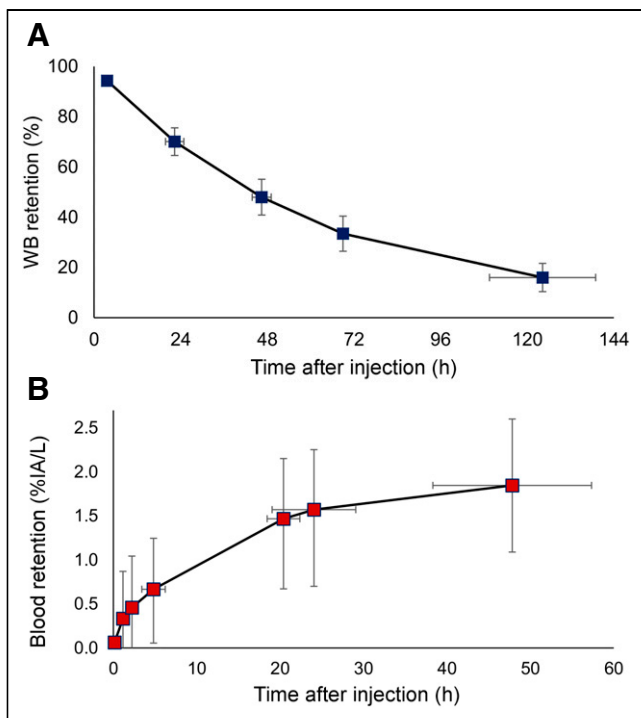 A
100
80
60
40
20
0
WB retention (%)
0 24 48 72 96 120 144
Time after injection (h)
B
2.5
2.0
1.5
1.0
0.5
0.0
Blood retention (%IA/L)
0 10 20 30 40 50 60
Time after injection (h)